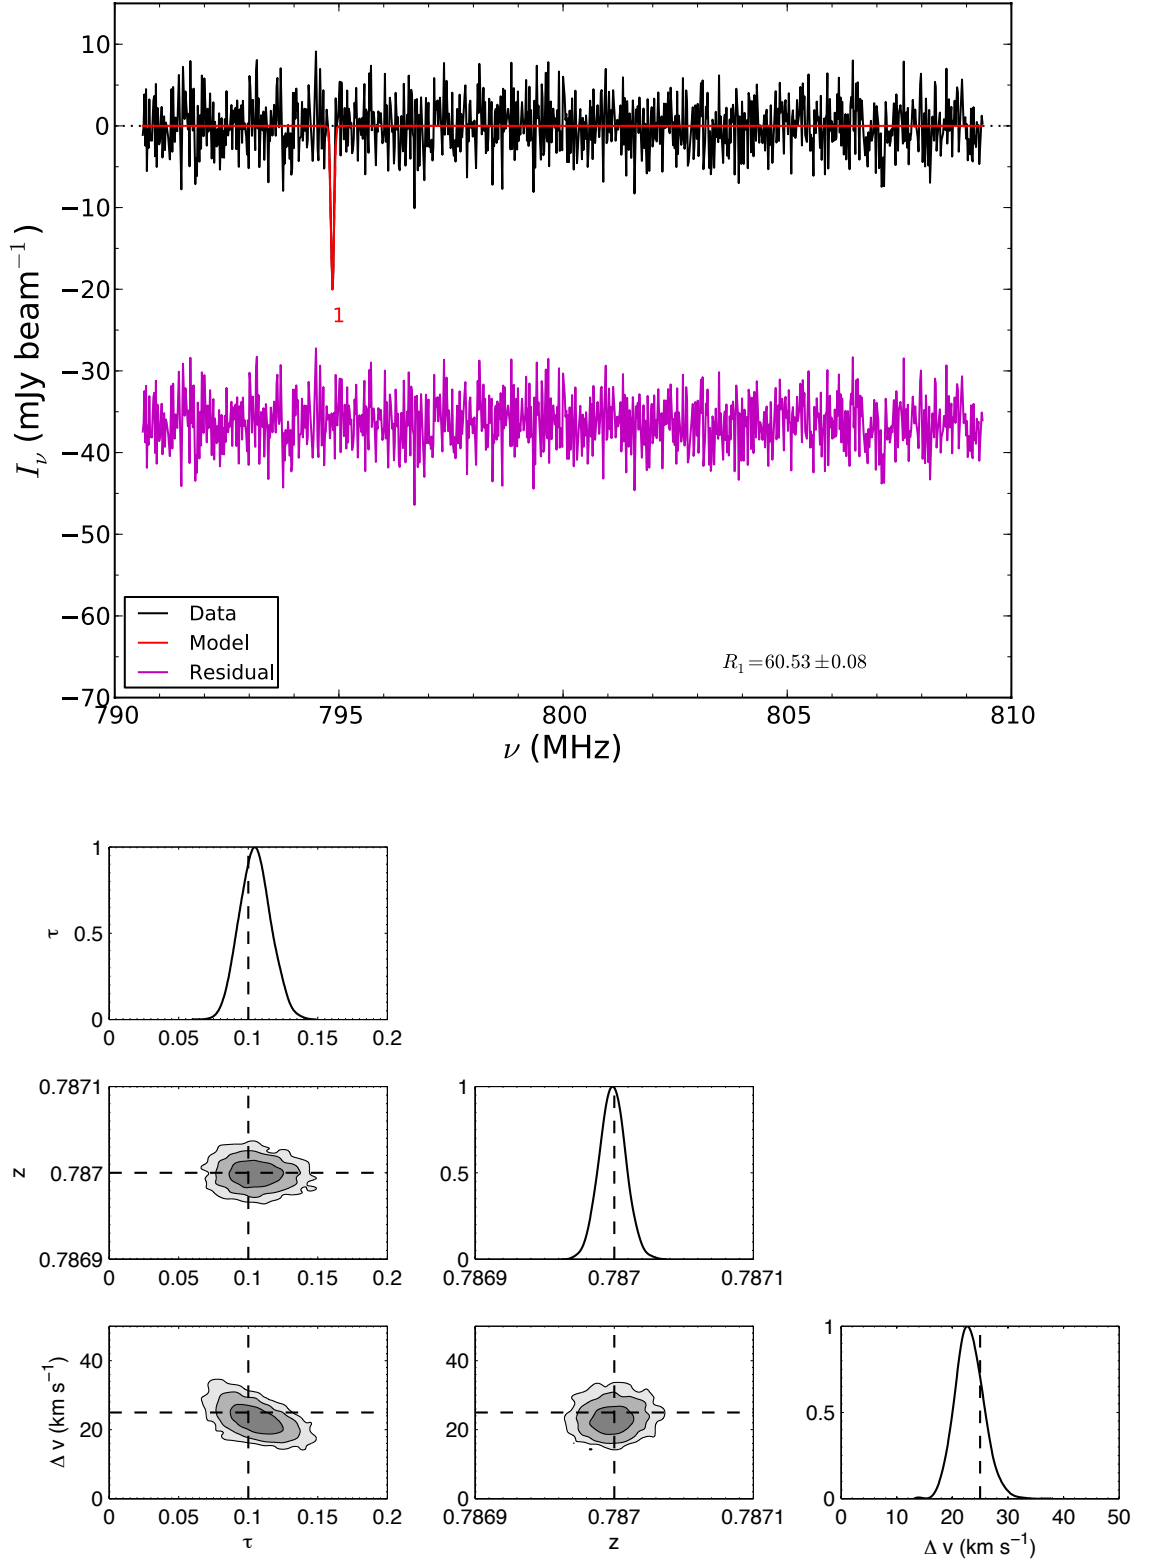 10
0
−10
−20
−30
−40
−50
−60
−70
I_ν (mJy beam⁻¹)
1
Data
Model
Residual
R₁=60.53±0.08
790 795 800 805 810
ν (MHz)
1
0.5
0
τ
0 0.05 0.1 0.15 0.2
0.7871
0.787
0.7869
z
0 0.05 0.1 0.15 0.2
1
0.5
0
0.7869 0.787 0.7871
40
20
0
Δ v (km s⁻¹)
0 0.05 0.1 0.15 0.2
τ
40
20
0
0.7869 0.787 0.7871
z
1
0.5
0
0 10 20 30 40 50
Δ v (km s⁻¹)